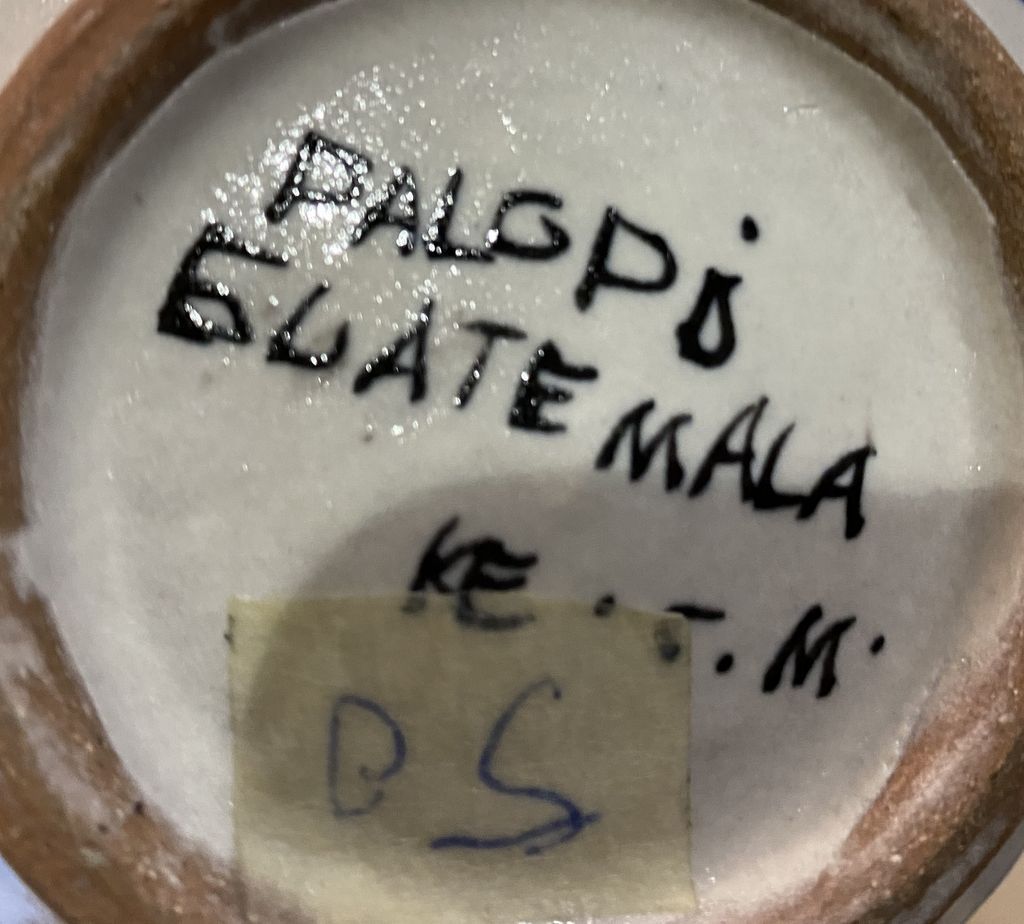 PALOPÓ
GUATEMALA
KE. T. M.
DS